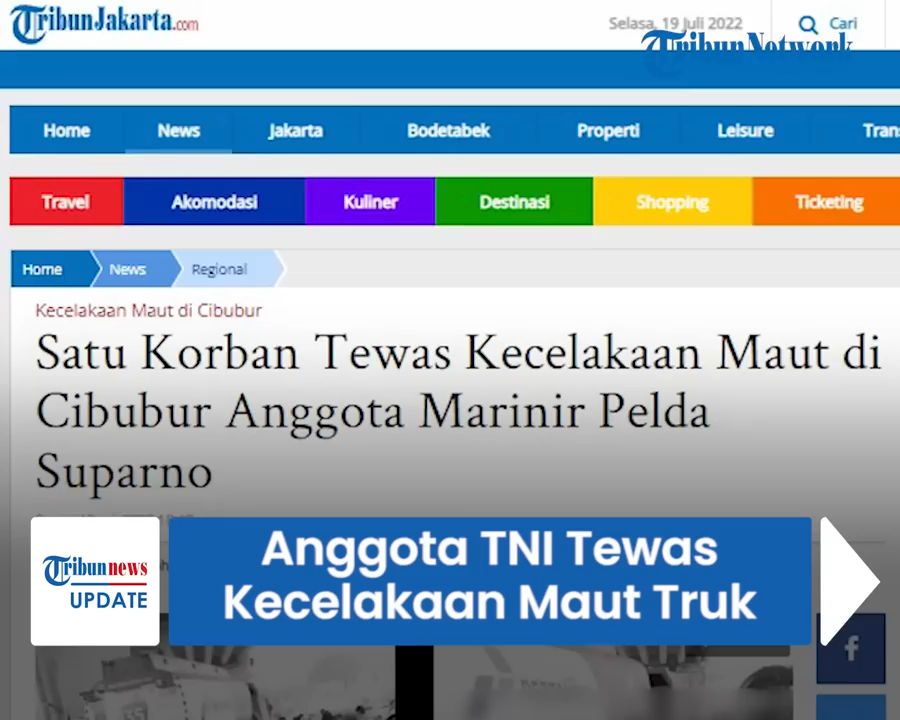 TribunJakarta.com
Selasa, 19 Juli 2022
Cari
TribunNetwork
Home News Jakarta Bodetabek Properti Leisure
Travel Akomodasi Kuliner Destinasi Shopping Ticketing
Home News Regional
Kecelakaan Maut di Cibubur
Satu Korban Tewas Kecelakaan Maut di
Cibubur Anggota Marinir Pelda
Suparno
Tribunnews
UPDATE
Anggota TNI Tewas
Kecelakaan Maut Truk
f